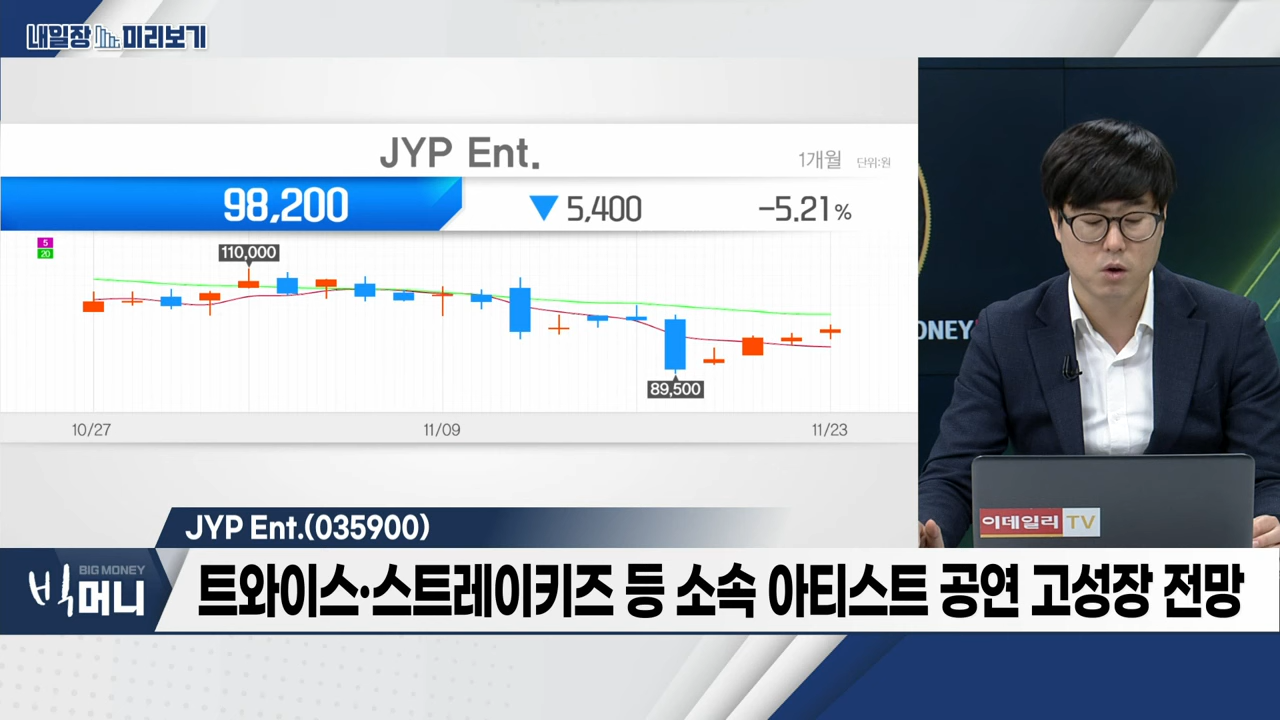 내일장 미리보기
JYP Ent.
1개월 단위:원
98,200 ▼ 5,400 -5.21%
5
20
110,000
89,500
10/27 11/09 11/23
ONEY
이데일리 TV
JYP Ent.(035900)
BIG MONEY
빅머니
트와이스·스트레이키즈 등 소속 아티스트 공연 고성장 전망